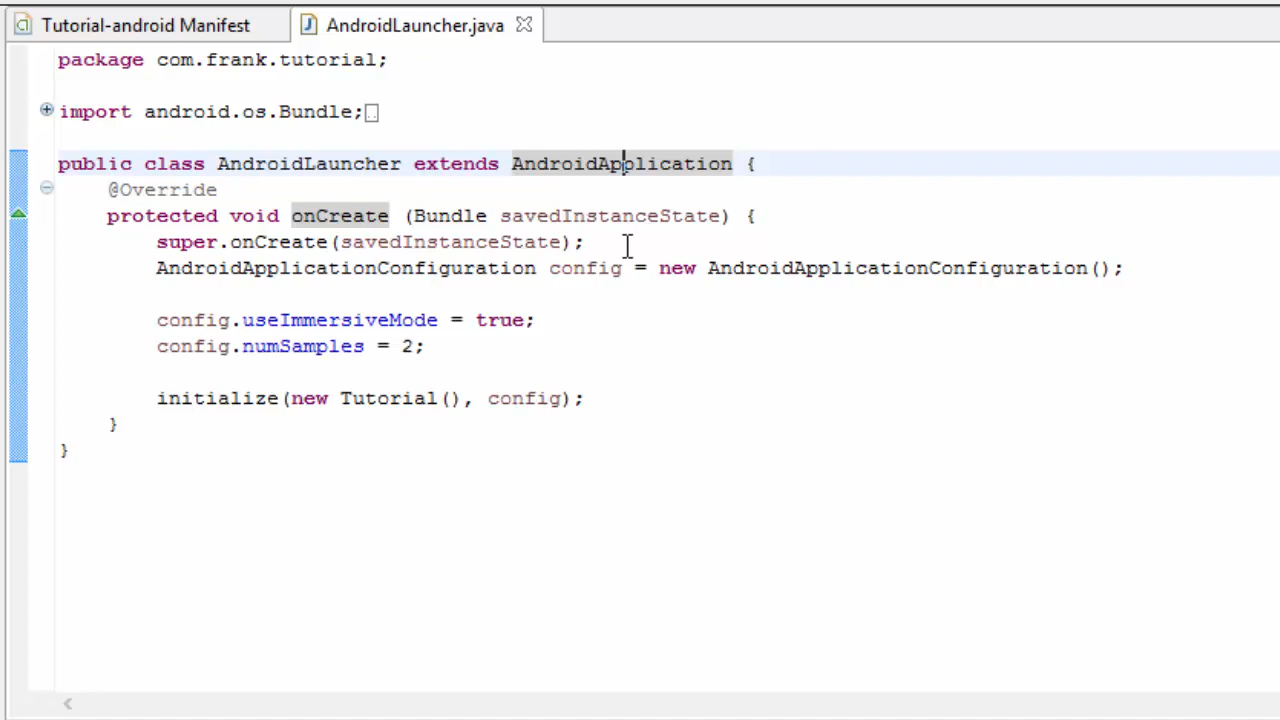 Tutorial-android Manifest AndroidLauncher.java
package com.frank.tutorial;
import android.os.Bundle;
public class AndroidLauncher extends AndroidApplication {
@Override
protected void onCreate (Bundle savedInstanceState) {
super.onCreate(savedInstanceState);
AndroidApplicationConfiguration config = new AndroidApplicationConfiguration();
config.useImmersiveMode = true;
config.numSamples = 2;
initialize(new Tutorial(), config);
}
}